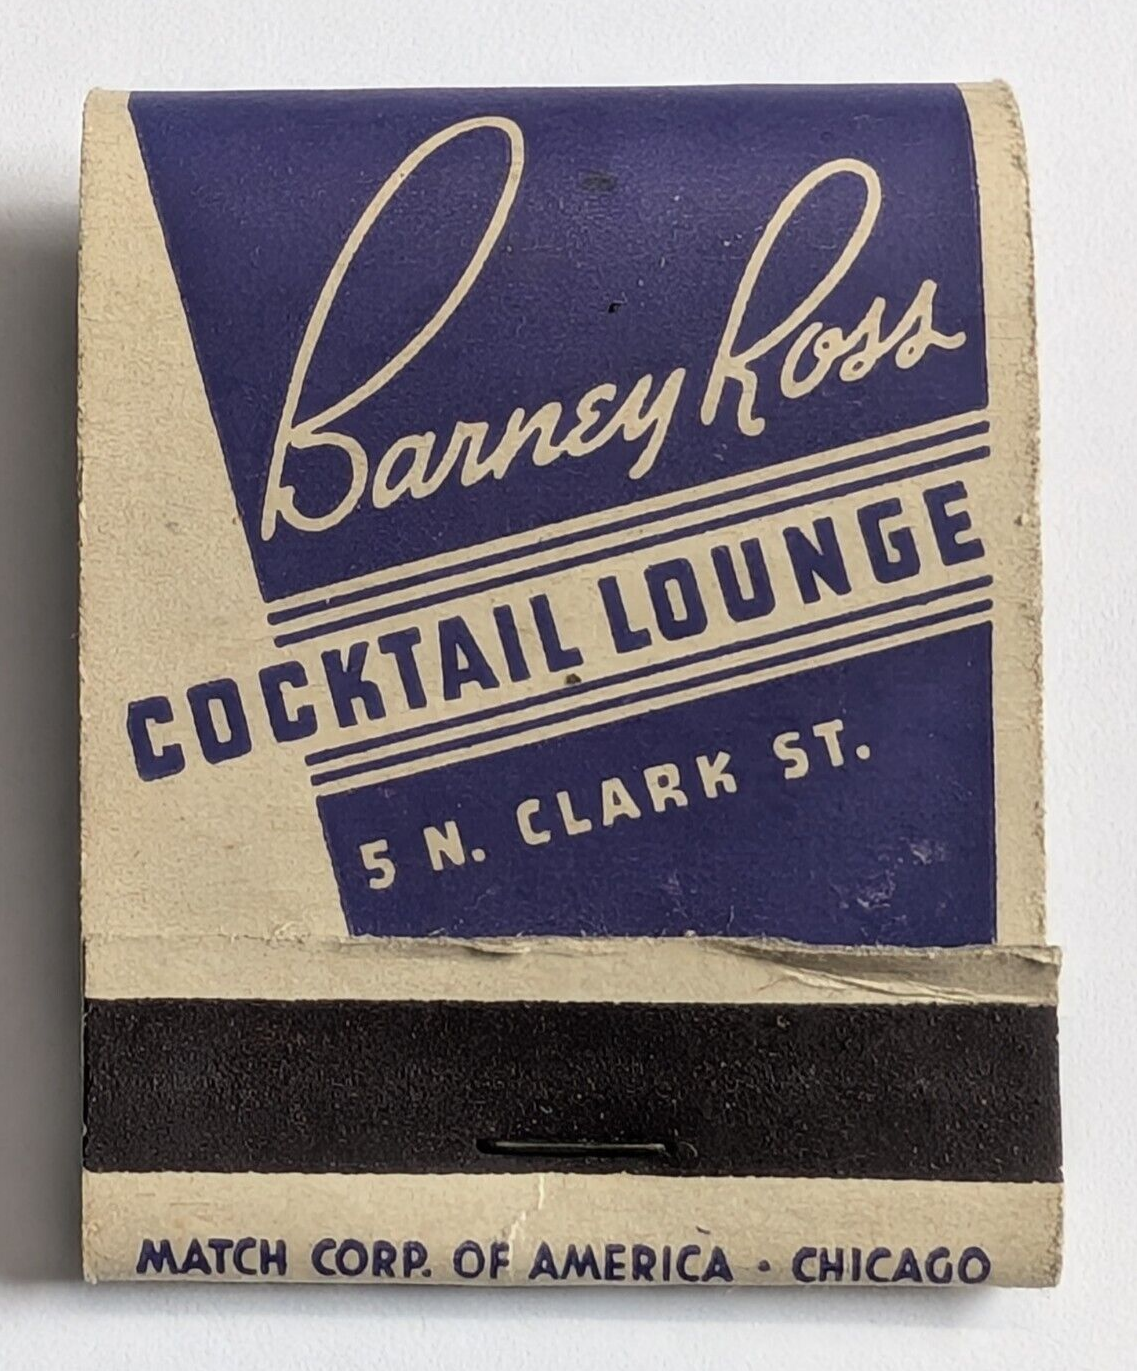 Barney Ross
COCKTAIL LOUNGE
5 N. CLARK ST.
MATCH CORP. OF AMERICA · CHICAGO